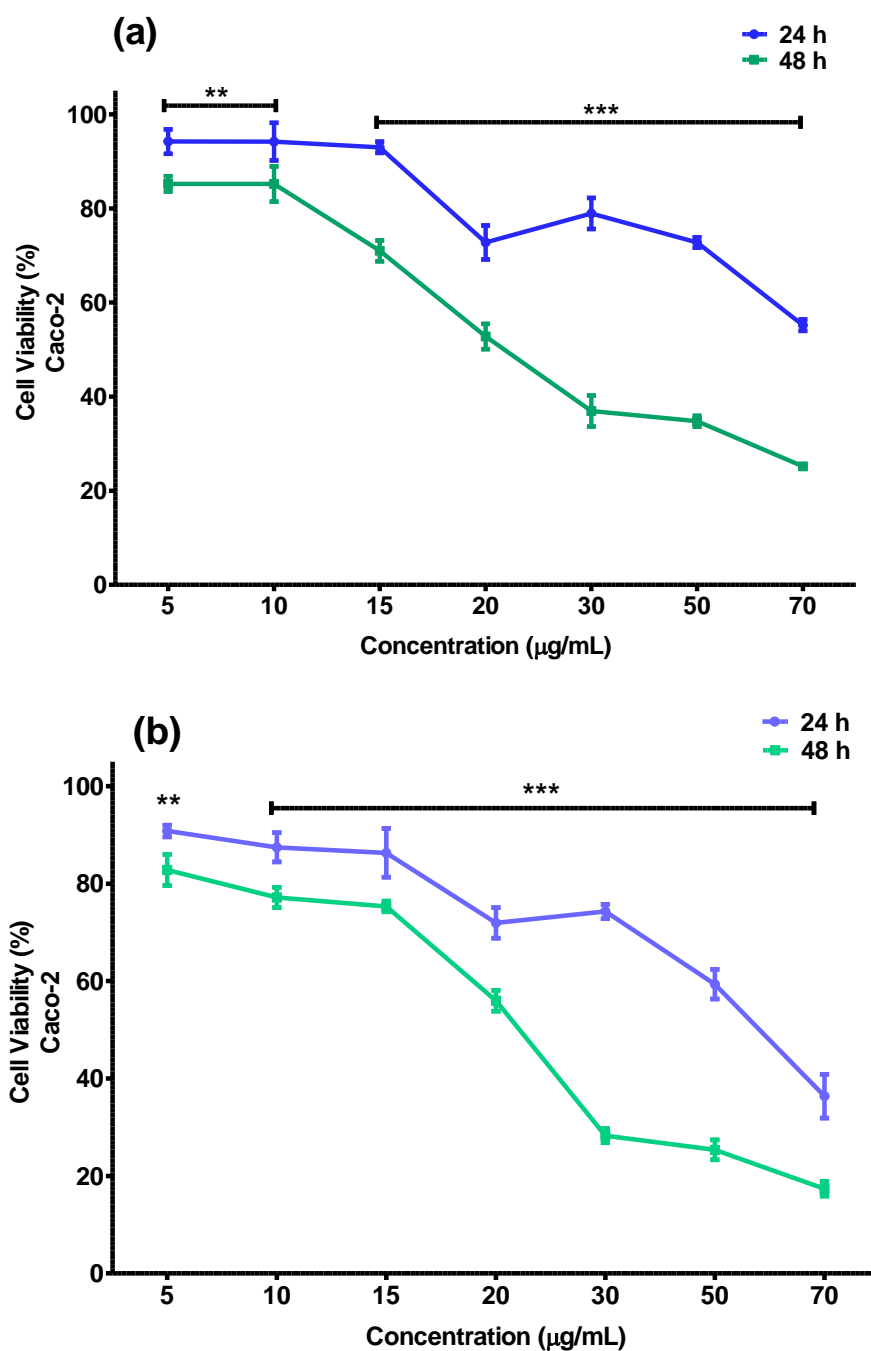 (a)
24 h
48 h
**
***
100
80
60
40
20
0
Cell Viability (%)
Caco-2
5 10 15 20 30 50 70
Concentration (μg/mL)
(b)
24 h
48 h
**
***
100
80
60
40
20
0
Cell Viability (%)
Caco-2
5 10 15 20 30 50 70
Concentration (μg/mL)